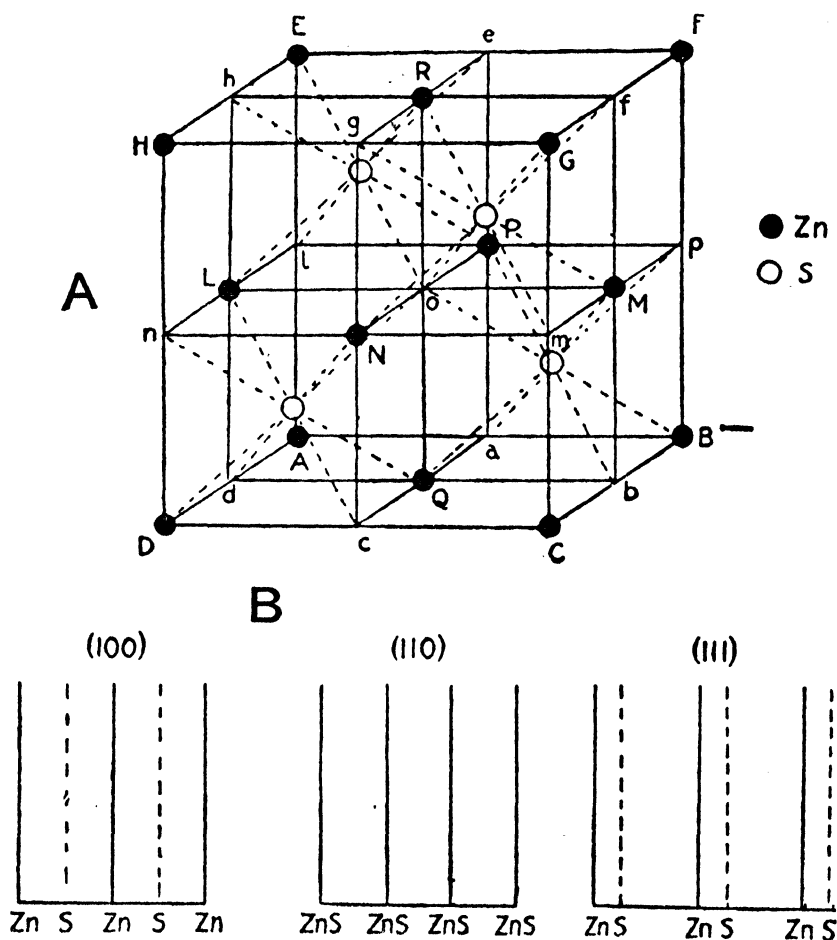 E e F
h R f
H g G
P
Zn
A L l o M p S
n N m
A a B
d Q b
D c C
B
(100) (110) (111)
Zn S Zn S Zn ZnS ZnS ZnS ZnS Zn S Zn S Zn S